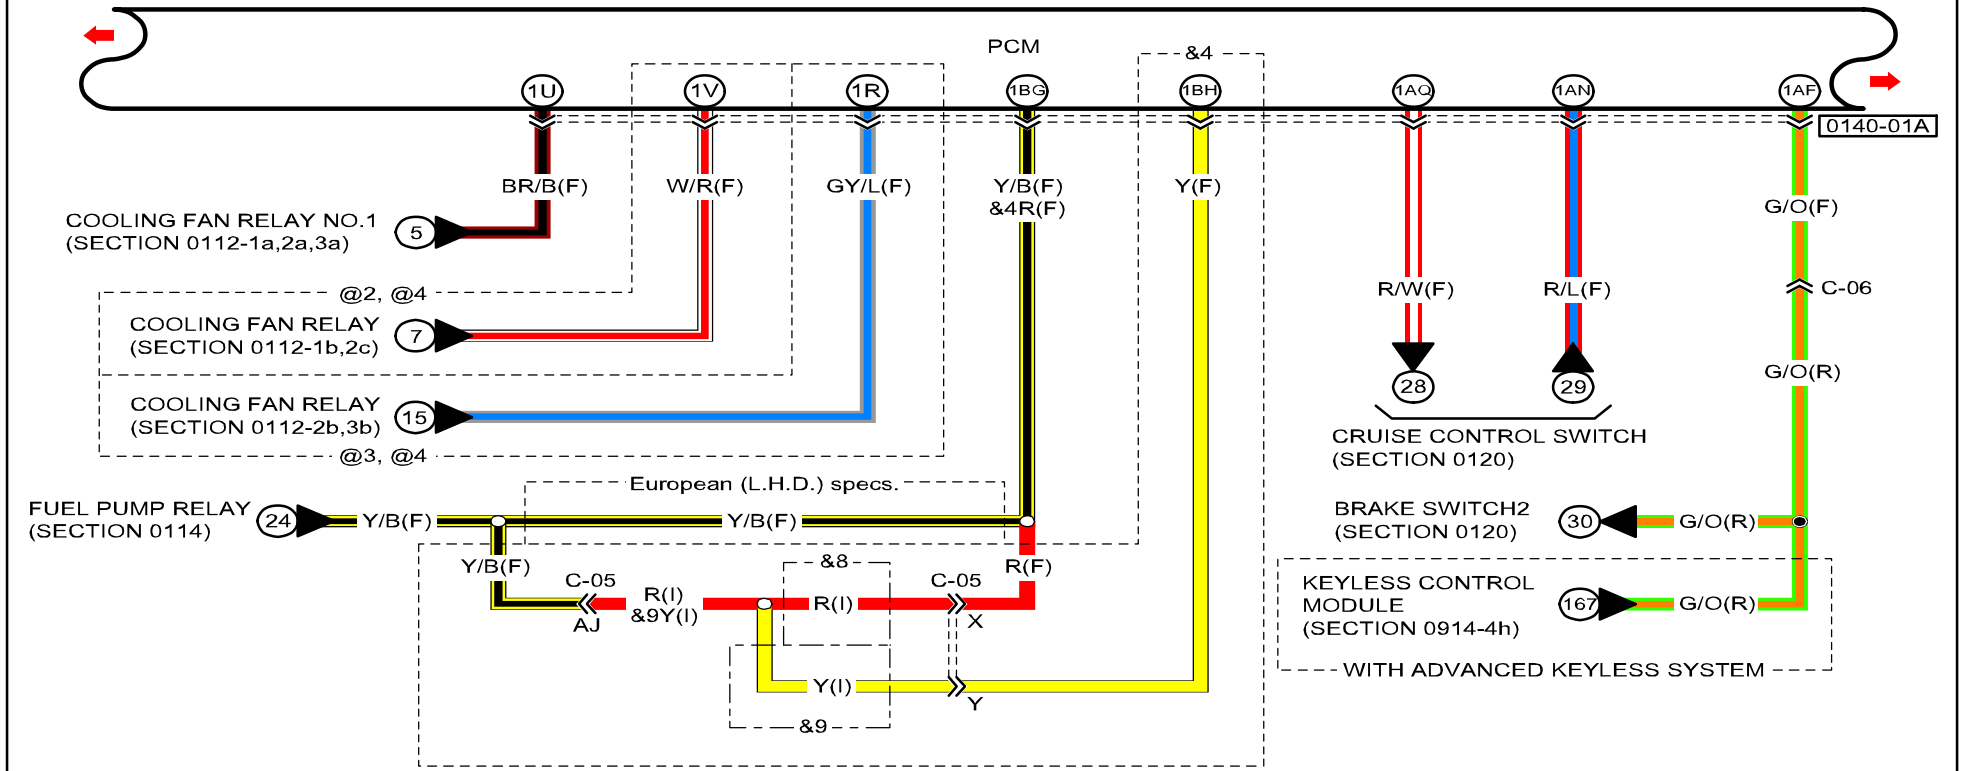 PCM
&4
1U
1V
1R
1BG
1BH
1AQ
1AN
1AF
0140-01A
BR/B(F)
W/R(F)
GY/L(F)
Y/B(F)
&4R(F)
Y(F)
G/O(F)
COOLING FAN RELAY NO.1
(SECTION 0112-1a,2a,3a)
5
R/W(F)
R/L(F)
C-06
@2, @4
COOLING FAN RELAY
(SECTION 0112-1b,2c)
7
G/O(R)
28
29
COOLING FAN RELAY
(SECTION 0112-2b,3b)
15
@3, @4
CRUISE CONTROL SWITCH
(SECTION 0120)
European (L.H.D.) specs.
FUEL PUMP RELAY
(SECTION 0114)
24
Y/B(F)
Y/B(F)
BRAKE SWITCH2
(SECTION 0120)
30
G/O(R)
Y/B(F)
&8
R(F)
C-05
R(I)
&9Y(I)
R(I)
C-05
AJ
X
KEYLESS CONTROL
MODULE
(SECTION 0914-4h)
167
G/O(R)
WITH ADVANCED KEYLESS SYSTEM
Y(I)
Y
&9